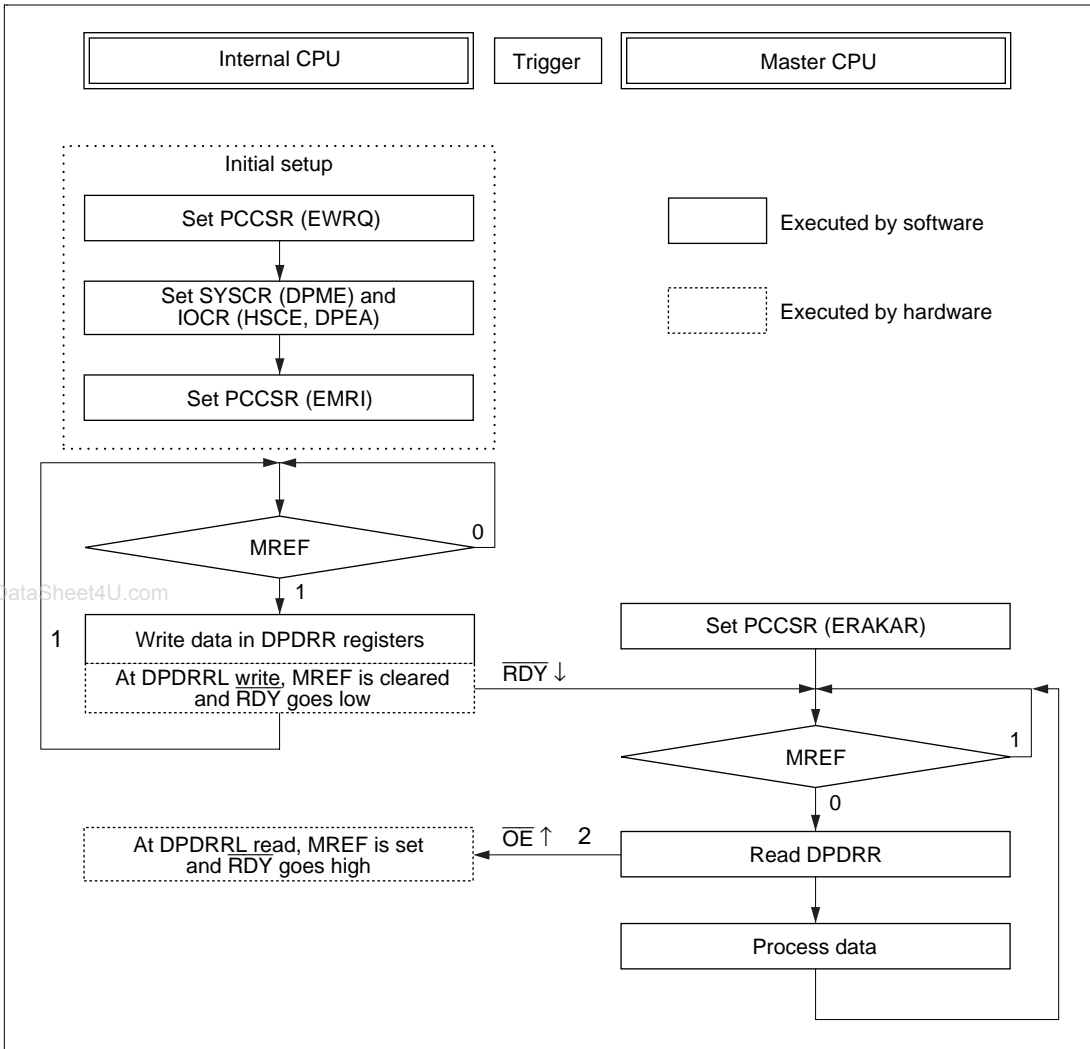 Internal CPU
Trigger
Master CPU
Initial setup
Set PCCSR (EWRQ)
Executed by software
Set SYSCR (DPME) and
IOCR (HSCE, DPEA)
Executed by hardware
Set PCCSR (EMRI)
MREF
0
1
DataSheet4U.com
1
Write data in DPDRR registers
At DPDRRL write, MREF is cleared
and RDY goes low
RDY ↓
Set PCCSR (ERAKAR)
MREF
1
0
At DPDRRL read, MREF is set
and RDY goes high
OE ↑ 2
Read DPDRR
Process data